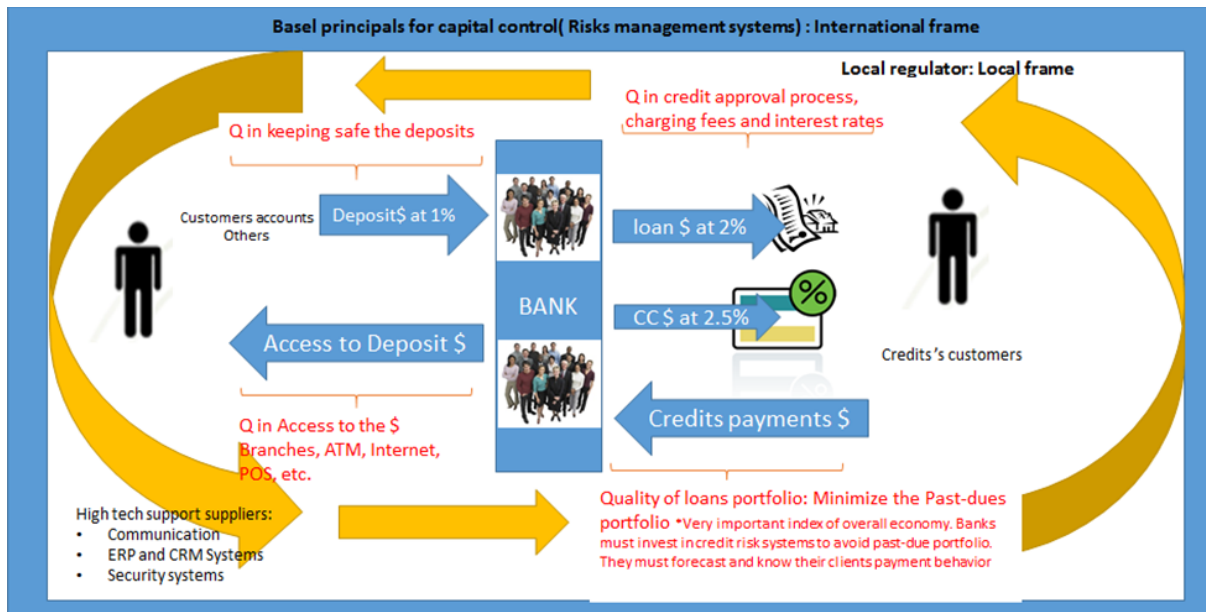 Basel principals for capital control( Risks management systems) : International frame
Local regulator: Local frame
Q in keeping safe the deposits
Q in credit approval process,
charging fees and interest rates
Customers accounts
Others
Deposit$ at 1%
loan $ at 2%
BANK
CC $ at 2.5%
%
Access to Deposit $
Credits's customers
Credits payments $
Q in Access to the $
Branches, ATM, Internet,
POS, etc.
High tech support suppliers:
• Communication
• ERP and CRM Systems
• Security systems
Quality of loans portfolio: Minimize the Past-dues
portfolio *Very important index of overall economy. Banks
must invest in credit risk systems to avoid past-due portfolio.
They must forecast and know their clients payment behavior